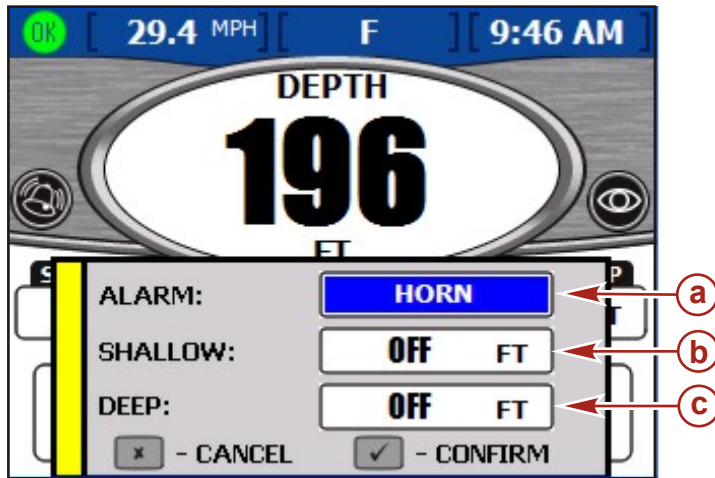 OK 29.4 MPH F 9:46 AM
DEPTH
196
FT
S P
T
ALARM: HORN a
SHALLOW: OFF FT b
DEEP: OFF FT c
x - CANCEL ✓ - CONFIRM